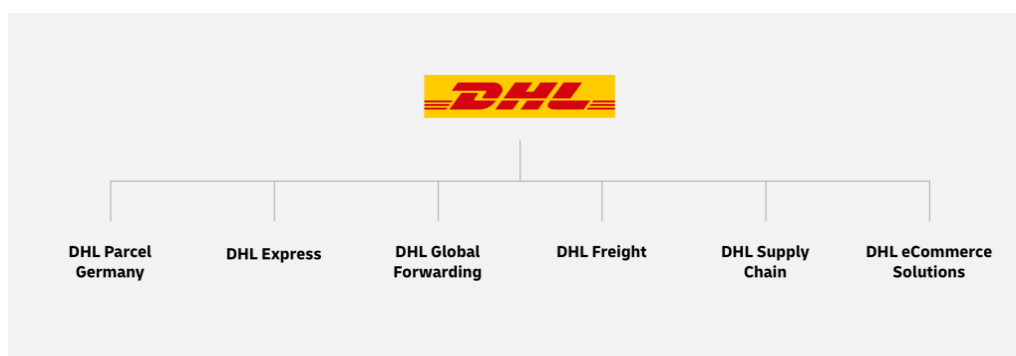 DHL
DHL Parcel
Germany
DHL Express
DHL Global
Forwarding
DHL Freight
DHL Supply
Chain
DHL eCommerce
Solutions